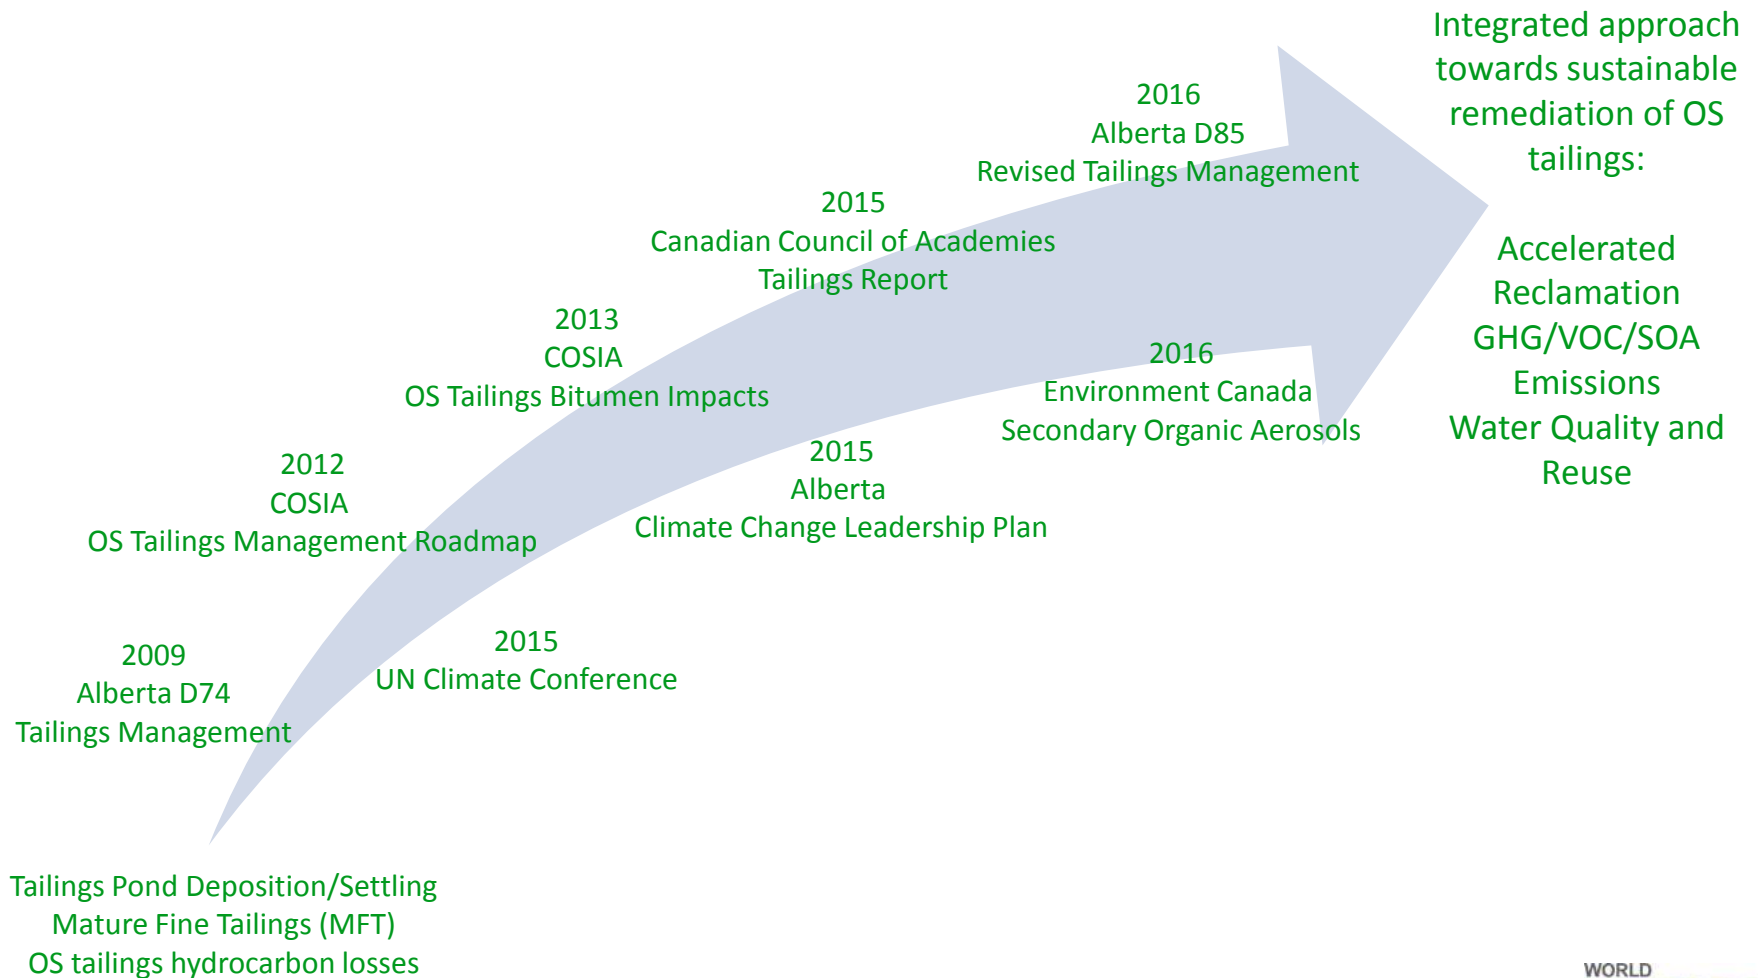 Integrated approach
towards sustainable
remediation of OS
tailings:
Accelerated
Reclamation
GHG/VOC/SOA
Emissions
Water Quality and
Reuse
2016
Alberta D85
Revised Tailings Management
2015
Canadian Council of Academies
Tailings Report
2013
COSIA
OS Tailings Bitumen Impacts
2016
Environment Canada
Secondary Organic Aerosols
2012
COSIA
OS Tailings Management Roadmap
2015
Alberta
Climate Change Leadership Plan
2009
Alberta D74
Tailings Management
2015
UN Climate Conference
Tailings Pond Deposition/Settling
Mature Fine Tailings (MFT)
OS tailings hydrocarbon losses
WORLD